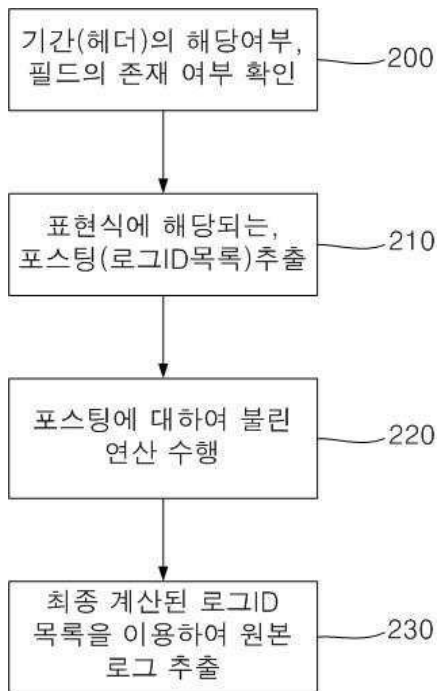 기간(헤더)의 해당여부,
필드의 존재 여부 확인
200
표현식에 해당되는,
포스팅(로그ID목록)추출
210
포스팅에 대하여 불린
연산 수행
220
최종 계산된 로그ID
목록을 이용하여 원본
로그 추출
230